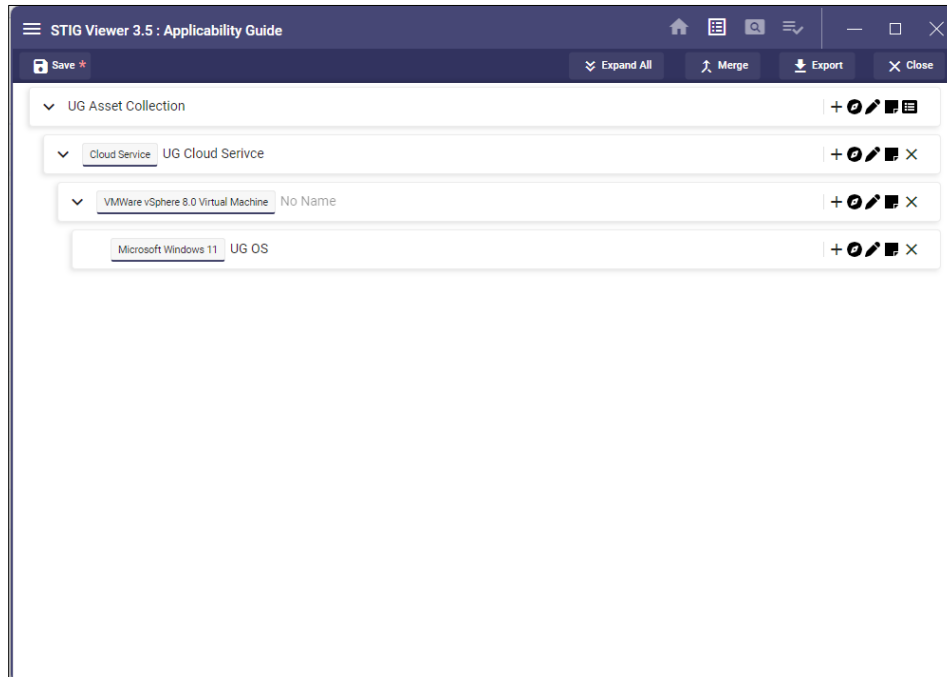 STIG Viewer 3.5 : Applicability Guide
Save * Expand All Merge Export Close
UG Asset Collection
Cloud Service UG Cloud Serivce
VMWare vSphere 8.0 Virtual Machine No Name
Microsoft Windows 11 UG OS